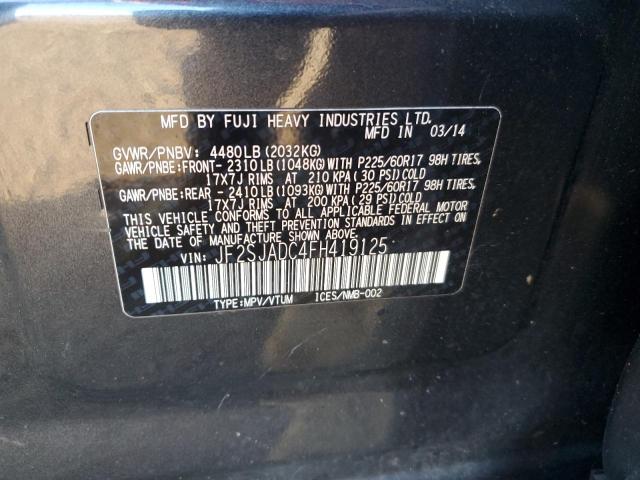 MFD BY FUJI HEAVY INDUSTRIES LTD.
MFD IN 03/14
GVWR/PNBV: 4480LB(2032KG)
GAWR/PNBE:FRONT-2310LB(1048KG)WITH P225/60R17 98H TIRES,
17X7J RIMS AT 210 KPA(30 PSI)COLD
GAWR/PNBE:REAR -2410LB(1093KG)WITH P225/60R17 98H TIRES,
17X7J RIMS AT 200 KPA(29 PSI)COLD
THIS VEHICLE CONFORMS TO ALL APPLICABLE FEDERAL MOTOR
VEHICLE SAFETY AND THEFT PREVENTION STANDARDS IN EFFECT
ON THE DATE OF MANUFACTURE SHOWN ABOVE.
VIN: JF2SJADC4FH419125
TYPE:MPV/VTUM ICES/NMB-002